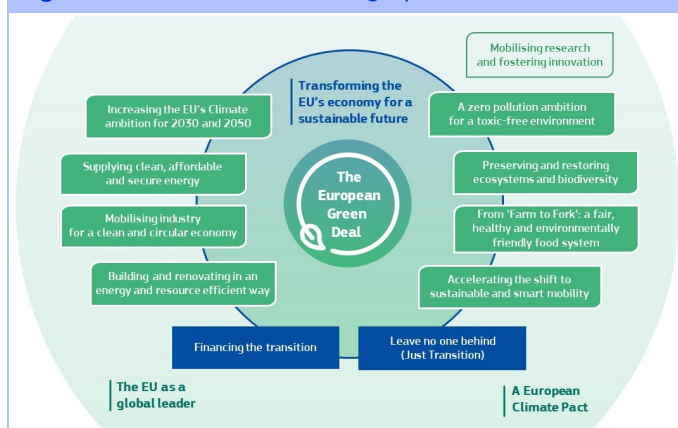 Mobilising research
and fostering innovation
Transforming the
EU's economy for a
sustainable future
Increasing the EU's Climate
ambition for 2030 and 2050
A zero pollution ambition
for a toxic-free environment
Supplying clean, affordable
and secure energy
The
European
Green
Deal
Preserving and restoring
ecosystems and biodiversity
Mobilising industry
for a clean and circular economy
From 'Farm to Fork': a fair,
healthy and environmentally
friendly food system
Building and renovating in an
energy and resource efficient way
Accelerating the shift to
sustainable and smart mobility
Financing the transition
Leave no one behind
(Just Transition)
The EU as a
global leader
A European
Climate Pact